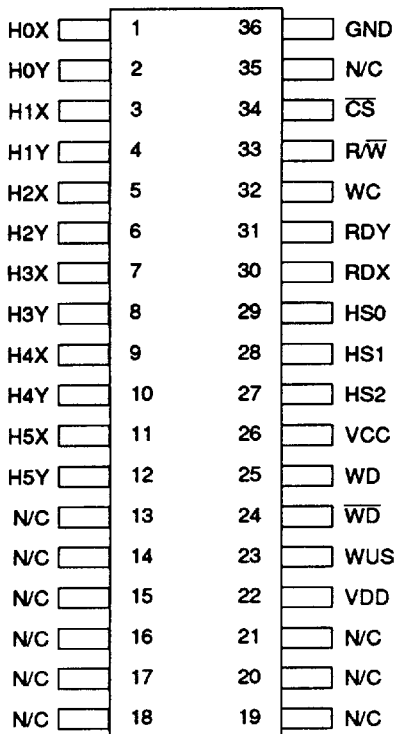 H0X 1 36 GND
H0Y 2 35 N/C
H1X 3 34 C̅S̅
H1Y 4 33 R/W̅
H2X 5 32 WC
H2Y 6 31 RDY
H3X 7 30 RDX
H3Y 8 29 HS0
H4X 9 28 HS1
H4Y 10 27 HS2
H5X 11 26 VCC
H5Y 12 25 WD
N/C 13 24 W̅D̅
N/C 14 23 WUS
N/C 15 22 VDD
N/C 16 21 N/C
N/C 17 20 N/C
N/C 18 19 N/C